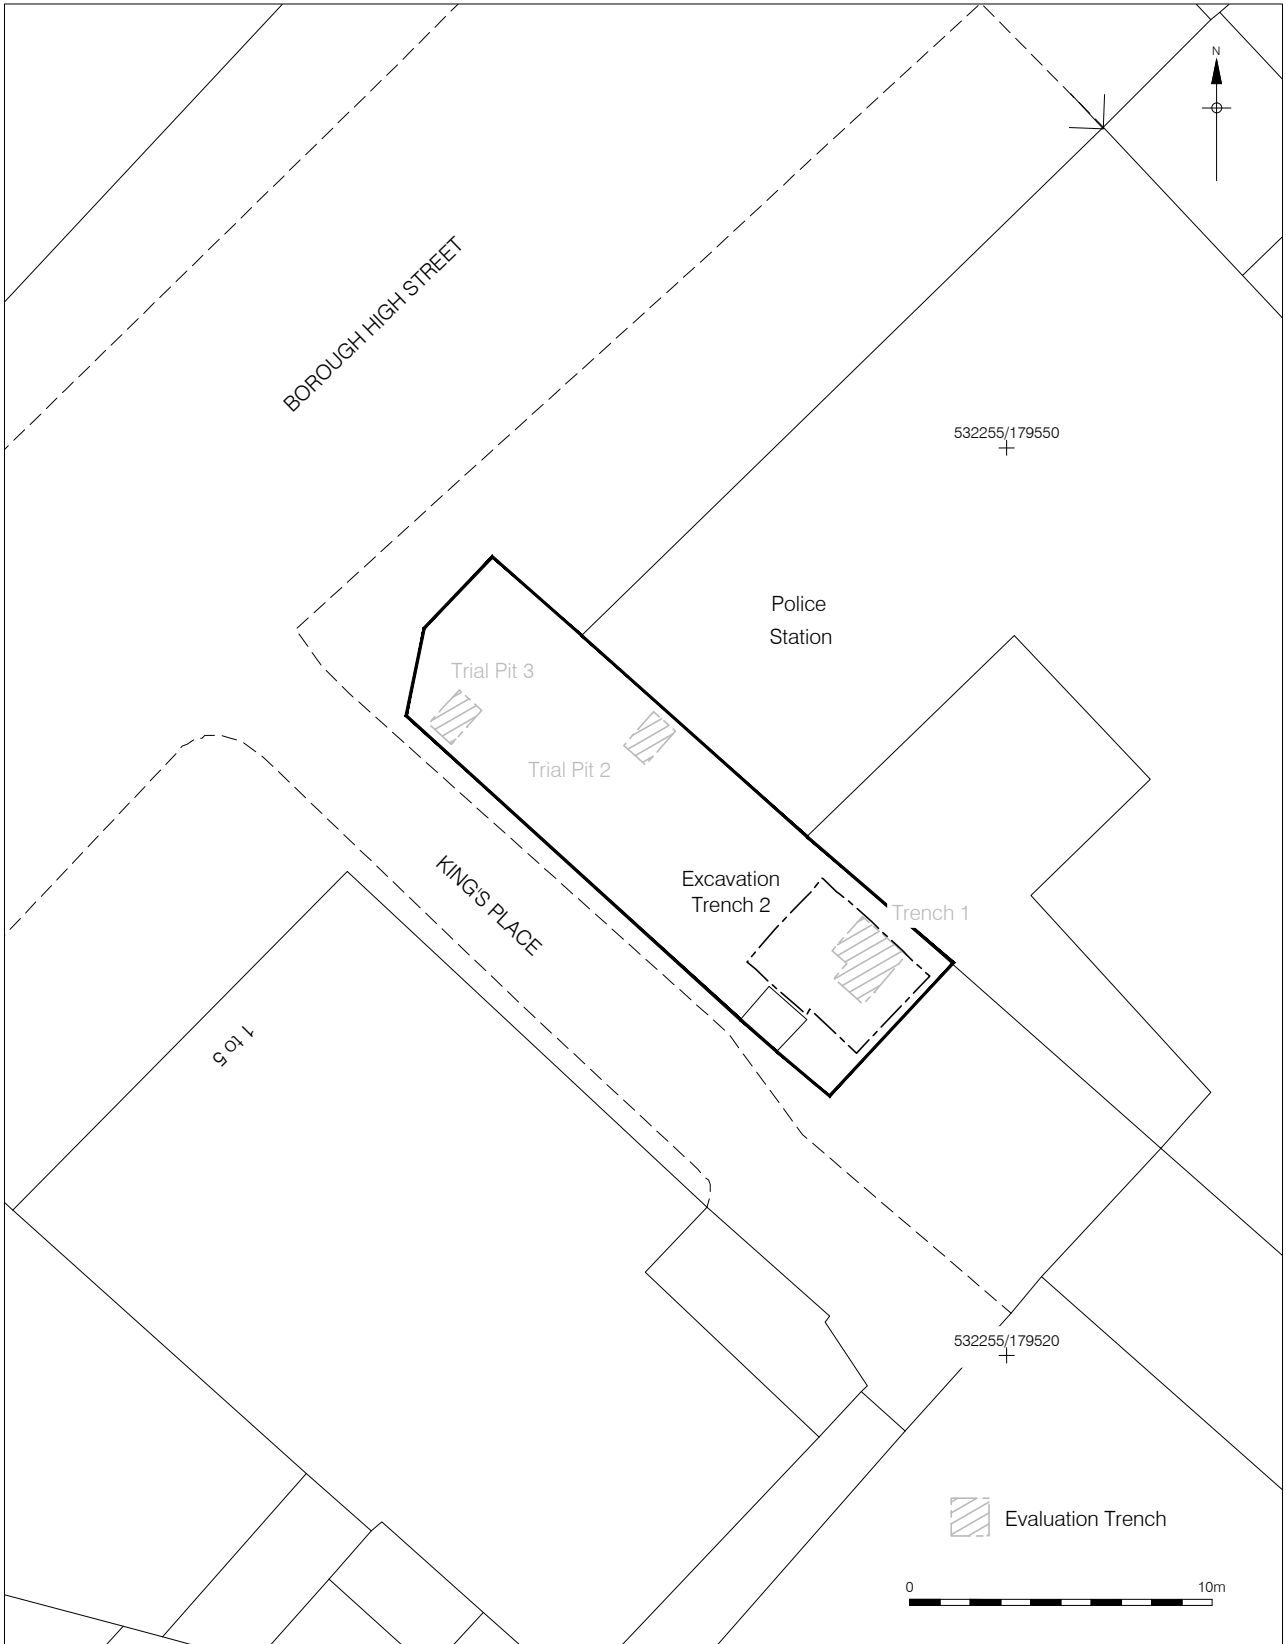 N
BOROUGH HIGH STREET
532255/179550
Police
Station
Trial Pit 3
Trial Pit 2
KING'S PLACE
Excavation
Trench 2
Trench 1
1 to 5
532255/179520
Evaluation Trench
0 10m